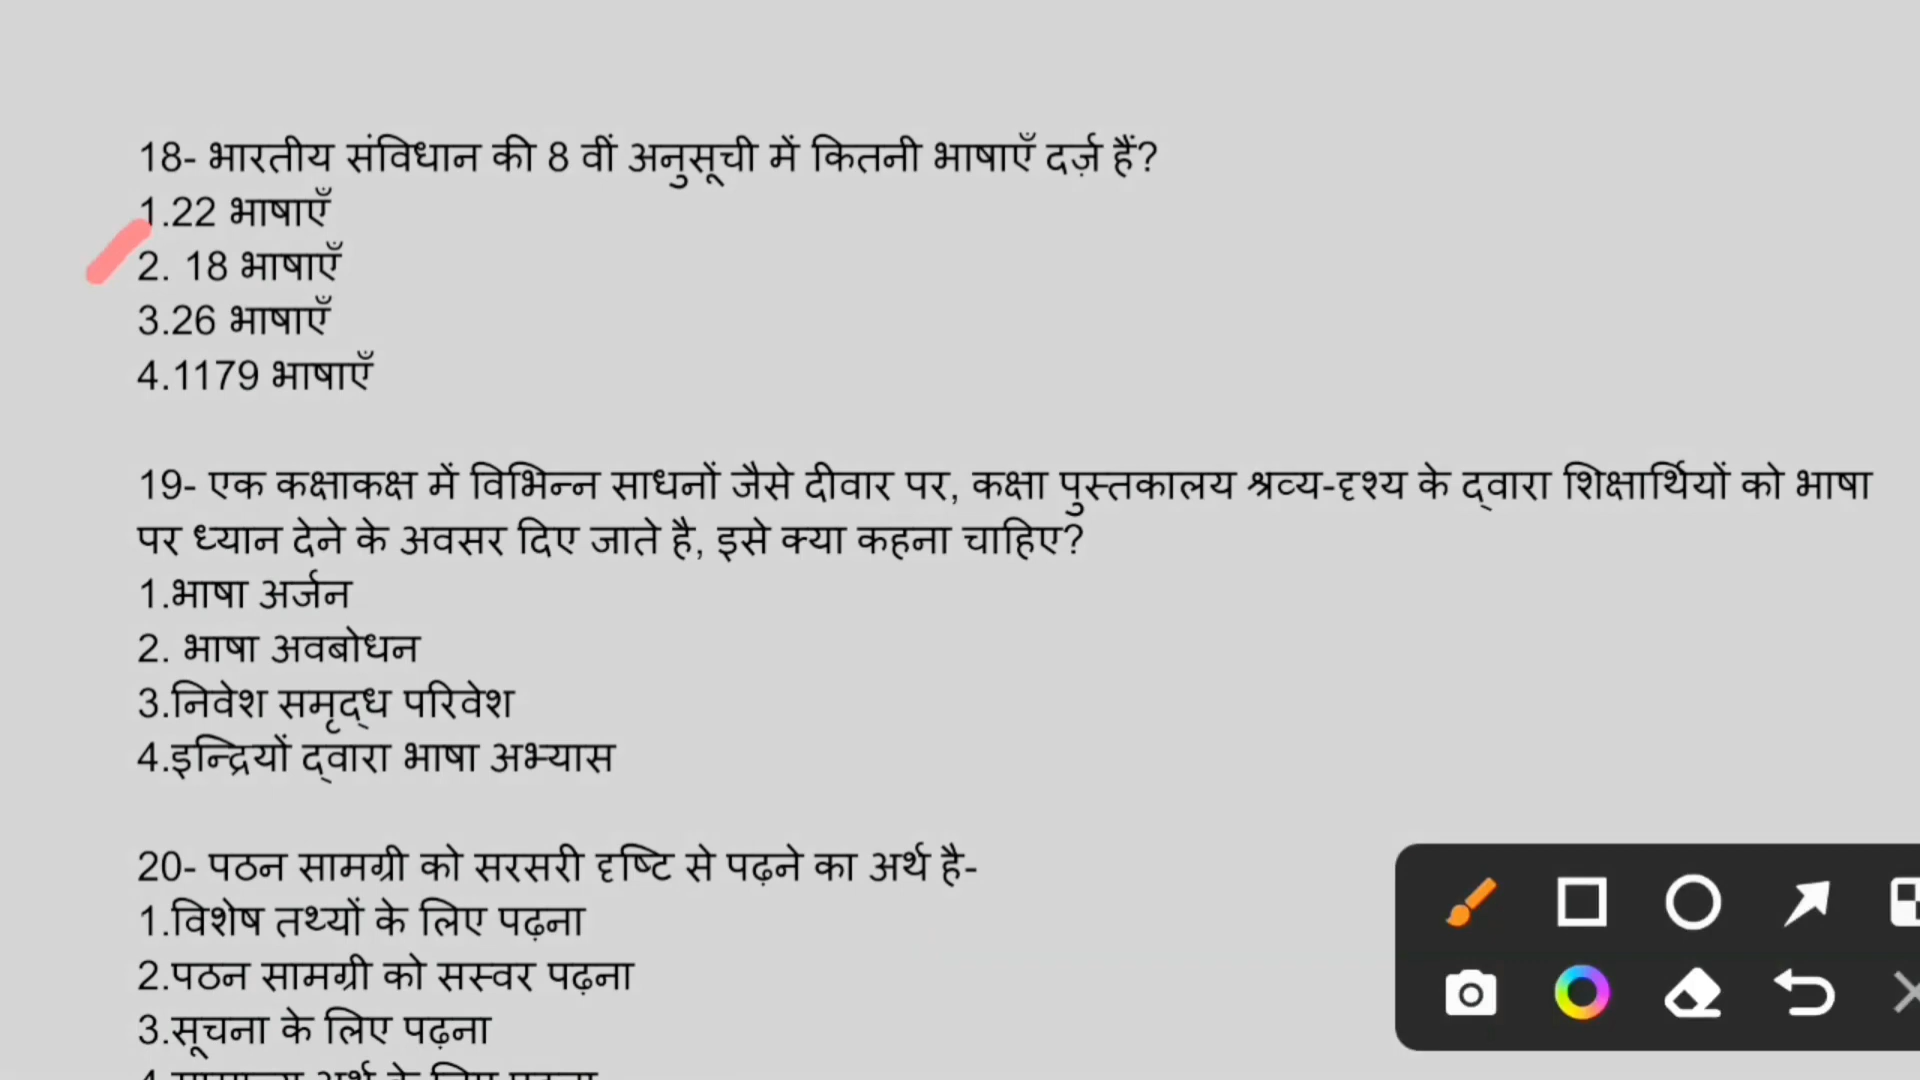 18- भारतीय संविधान की 8 वीं अनुसूची में कितनी भाषाएँ दर्ज़ हैं?
1.22 भाषाएँ
2. 18 भाषाएँ
3.26 भाषाएँ
4.1179 भाषाएँ
19- एक कक्षाकक्ष में विभिन्न साधनों जैसे दीवार पर, कक्षा पुस्तकालय श्रव्य-दृश्य के द्वारा शिक्षार्थियों को भाषा
पर ध्यान देने के अवसर दिए जाते है, इसे क्या कहना चाहिए?
1.भाषा अर्जन
2. भाषा अवबोधन
3.निवेश समृद्ध परिवेश
4.इन्द्रियों द्वारा भाषा अभ्यास
20- पठन सामग्री को सरसरी दृष्टि से पढ़ने का अर्थ है-
1.विशेष तथ्यों के लिए पढ़ना
2.पठन सामग्री को सस्वर पढ़ना
3.सूचना के लिए पढ़ना
4.सामान्य अर्थ के लिए पढ़ना